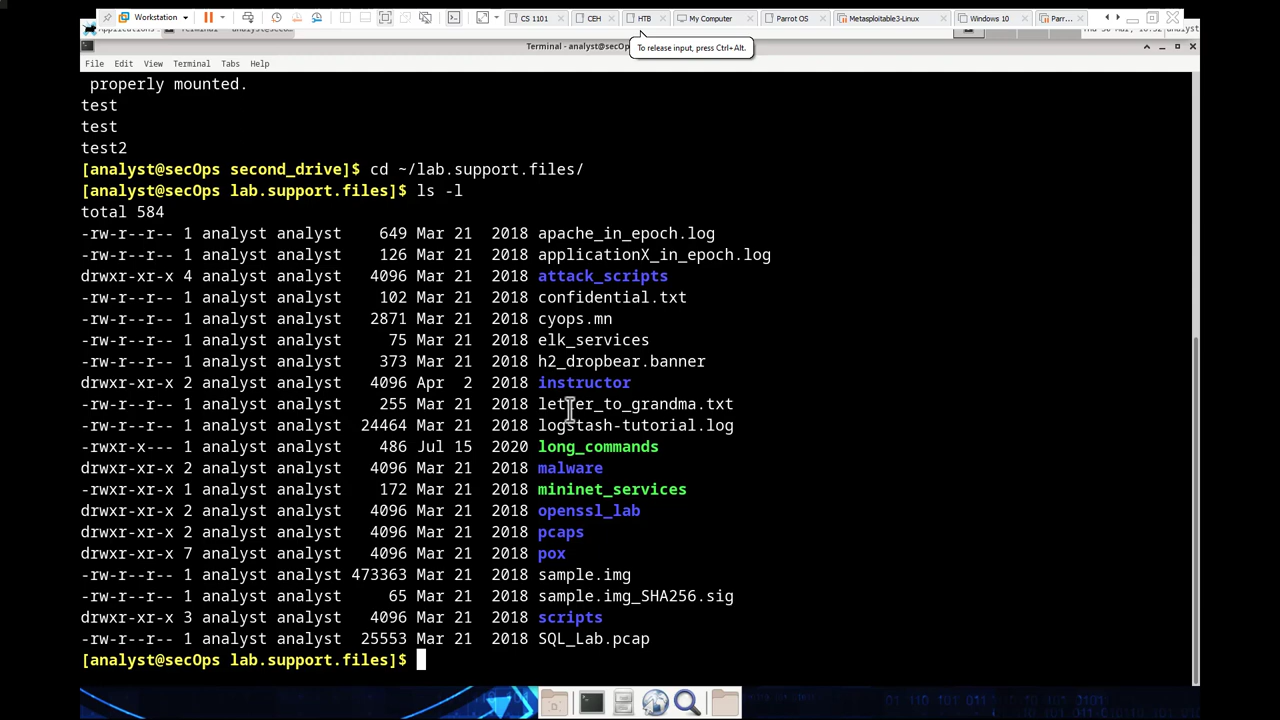 Workstation
CS 1101
CEH
HTB
My Computer
Parrot OS
Metasploitable3-Linux
Windows 10
Parr...
To release input, press Ctrl+Alt.
Terminal - analyst@secOp
File Edit View Terminal Tabs Help
properly mounted.
test
test
test2
[analyst@secOps second_drive]$ cd ~/lab.support.files/
[analyst@secOps lab.support.files]$ ls -l
total 584
-rw-r--r-- 1 analyst analyst 649 Mar 21 2018 apache_in_epoch.log
-rw-r--r-- 1 analyst analyst 126 Mar 21 2018 applicationX_in_epoch.log
drwxr-xr-x 4 analyst analyst 4096 Mar 21 2018 attack_scripts
-rw-r--r-- 1 analyst analyst 102 Mar 21 2018 confidential.txt
-rw-r--r-- 1 analyst analyst 2871 Mar 21 2018 cyops.mn
-rw-r--r-- 1 analyst analyst 75 Mar 21 2018 elk_services
-rw-r--r-- 1 analyst analyst 373 Mar 21 2018 h2_dropbear.banner
drwxr-xr-x 2 analyst analyst 4096 Apr 2 2018 instructor
-rw-r--r-- 1 analyst analyst 255 Mar 21 2018 letter_to_grandma.txt
-rw-r--r-- 1 analyst analyst 24464 Mar 21 2018 logstash-tutorial.log
-rwxr-x--- 1 analyst analyst 486 Jul 15 2020 long_commands
drwxr-xr-x 2 analyst analyst 4096 Mar 21 2018 malware
-rwxr-xr-x 1 analyst analyst 172 Mar 21 2018 mininet_services
drwxr-xr-x 2 analyst analyst 4096 Mar 21 2018 openssl_lab
drwxr-xr-x 2 analyst analyst 4096 Mar 21 2018 pcaps
drwxr-xr-x 7 analyst analyst 4096 Mar 21 2018 pox
-rw-r--r-- 1 analyst analyst 473363 Mar 21 2018 sample.img
-rw-r--r-- 1 analyst analyst 65 Mar 21 2018 sample.img_SHA256.sig
drwxr-xr-x 3 analyst analyst 4096 Mar 21 2018 scripts
-rw-r--r-- 1 analyst analyst 25553 Mar 21 2018 SQL_Lab.pcap
[analyst@secOps lab.support.files]$